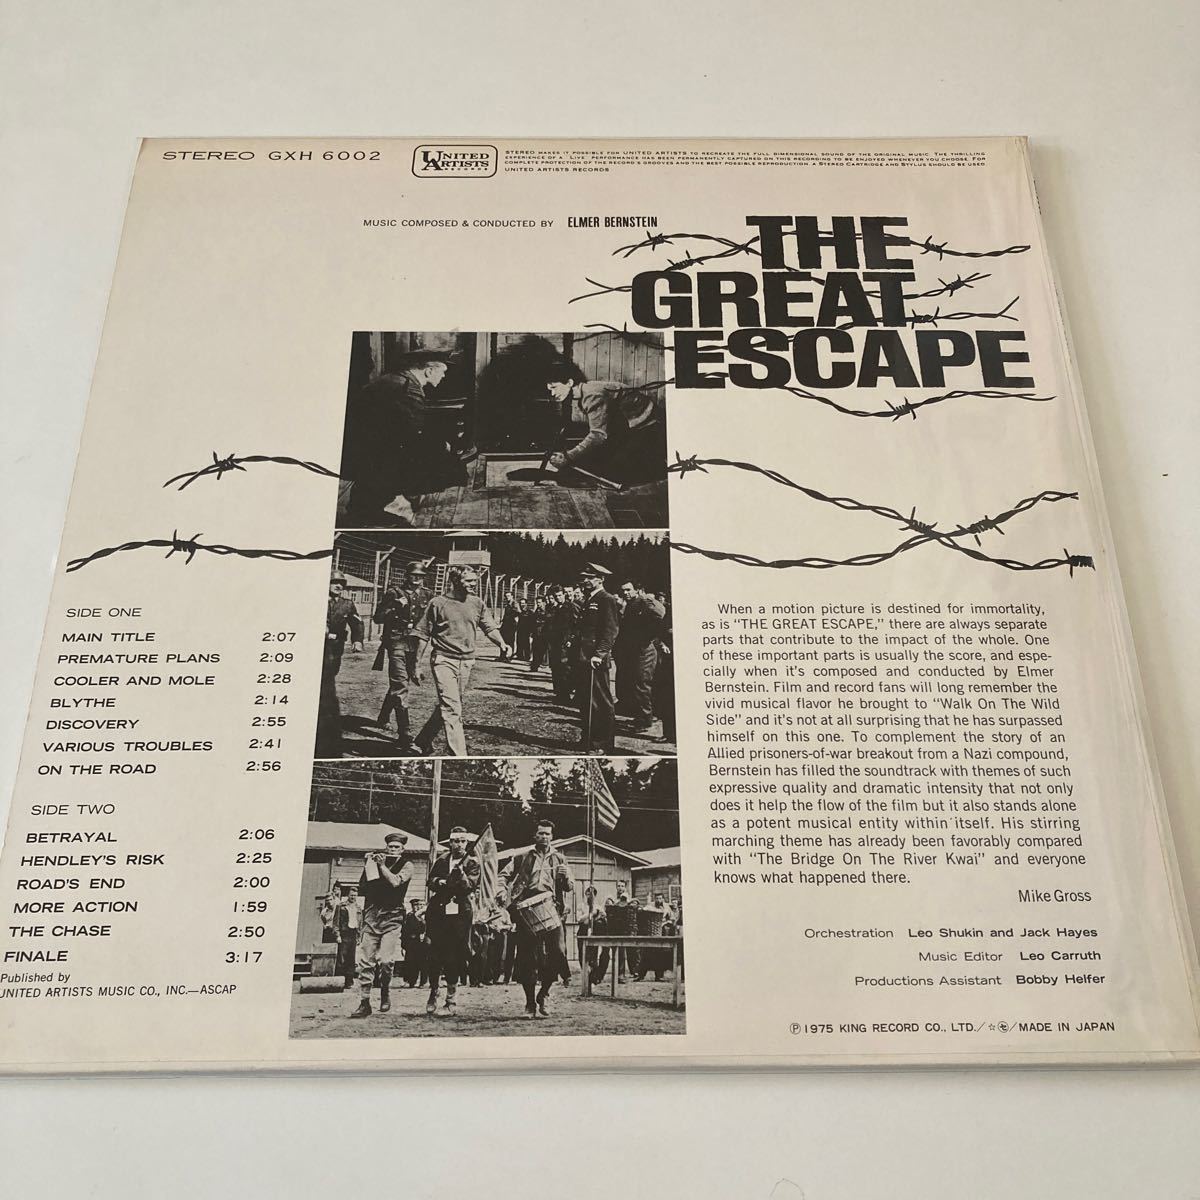 STEREO GXH 6002
UNITED
ARTISTS
RECORDS
STEREO MAKES IT POSSIBLE FOR UNITED ARTISTS TO RECREATE THE FULL DIMENSIONAL SOUND OF THE ORIGINAL MUSIC. THE THRILLING
EXPERIENCE OF A "LIVE" PERFORMANCE HAS BEEN PERMANENTLY CAPTURED ON THIS RECORDING TO BE ENJOYED WHENEVER YOU CHOOSE. FOR
COMPLETE PROTECTION OF THE RECORD'S GROOVES AND THE BEST POSSIBLE REPRODUCTION, A STEREO CARTRIDGE AND STYLUS SHOULD BE USED.
UNITED ARTISTS RECORDS
MUSIC COMPOSED & CONDUCTED BY ELMER BERNSTEIN
THE
GREAT
ESCAPE
SIDE ONE
MAIN TITLE 2:07
PREMATURE PLANS 2:09
COOLER AND MOLE 2:28
BLYTHE 2:14
DISCOVERY 2:55
VARIOUS TROUBLES 2:41
ON THE ROAD 2:56
SIDE TWO
BETRAYAL 2:06
HENDLEY'S RISK 2:25
ROAD'S END 2:00
MORE ACTION 1:59
THE CHASE 2:50
FINALE 3:17
Published by
UNITED ARTISTS MUSIC CO., INC.—ASCAP
When a motion picture is destined for immortality,
as is "THE GREAT ESCAPE," there are always separate
parts that contribute to the impact of the whole. One
of these important parts is usually the score, and espe-
cially when it's composed and conducted by Elmer
Bernstein. Film and record fans will long remember the
vivid musical flavor he brought to "Walk On The Wild
Side" and it's not at all surprising that he has surpassed
himself on this one. To complement the story of an
Allied prisoners-of-war breakout from a Nazi compound,
Bernstein has filled the soundtrack with themes of such
expressive quality and dramatic intensity that not only
does it help the flow of the film but it also stands alone
as a potent musical entity within itself. His stirring
marching theme has already been favorably compared
with "The Bridge On The River Kwai" and everyone
knows what happened there.
Mike Gross
Orchestration Leo Shukin and Jack Hayes
Music Editor Leo Carruth
Productions Assistant Bobby Helfer
Ⓟ1975 KING RECORD CO., LTD./☆㋲/MADE IN JAPAN